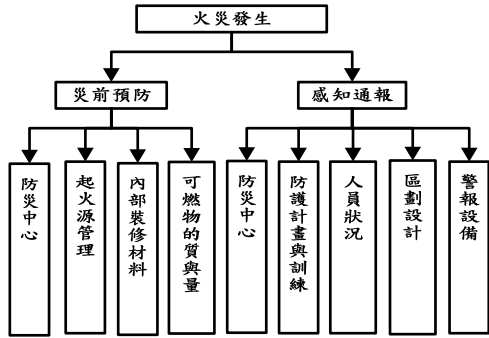 火災發生
災前預防
感知通報
防災中心
起火源管理
內部裝修材料
可燃物的質與量
防災中心
防護計畫與訓練
人員狀況
區劃設計
警報設備